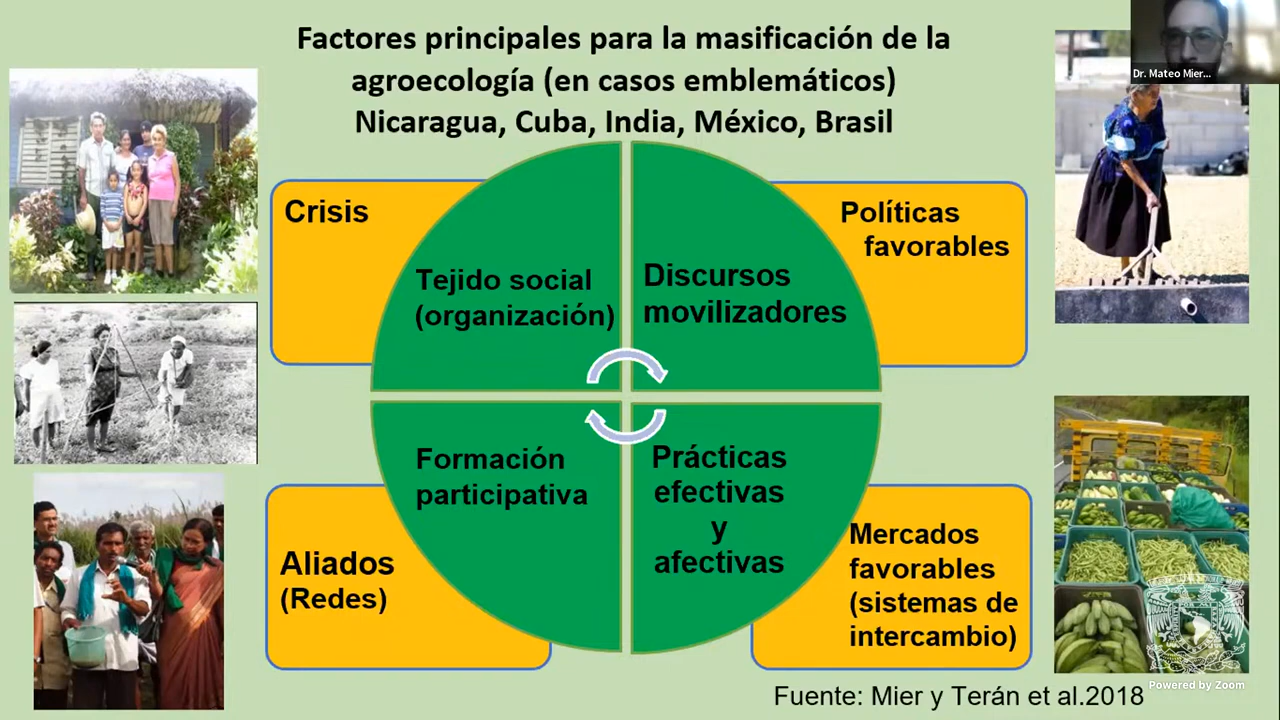 Factores principales para la masificación de la
agroecología (en casos emblemáticos)
Nicaragua, Cuba, India, México, Brasil
Dr. Mateo Mier...
Crisis
Políticas
favorables
Tejido social
(organización)
Discursos
movilizadores
Formación
participativa
Prácticas
efectivas
y
afectivas
Aliados
(Redes)
Mercados
favorables
(sistemas de
intercambio)
Fuente: Mier y Terán et al.2018
Powered by Zoom